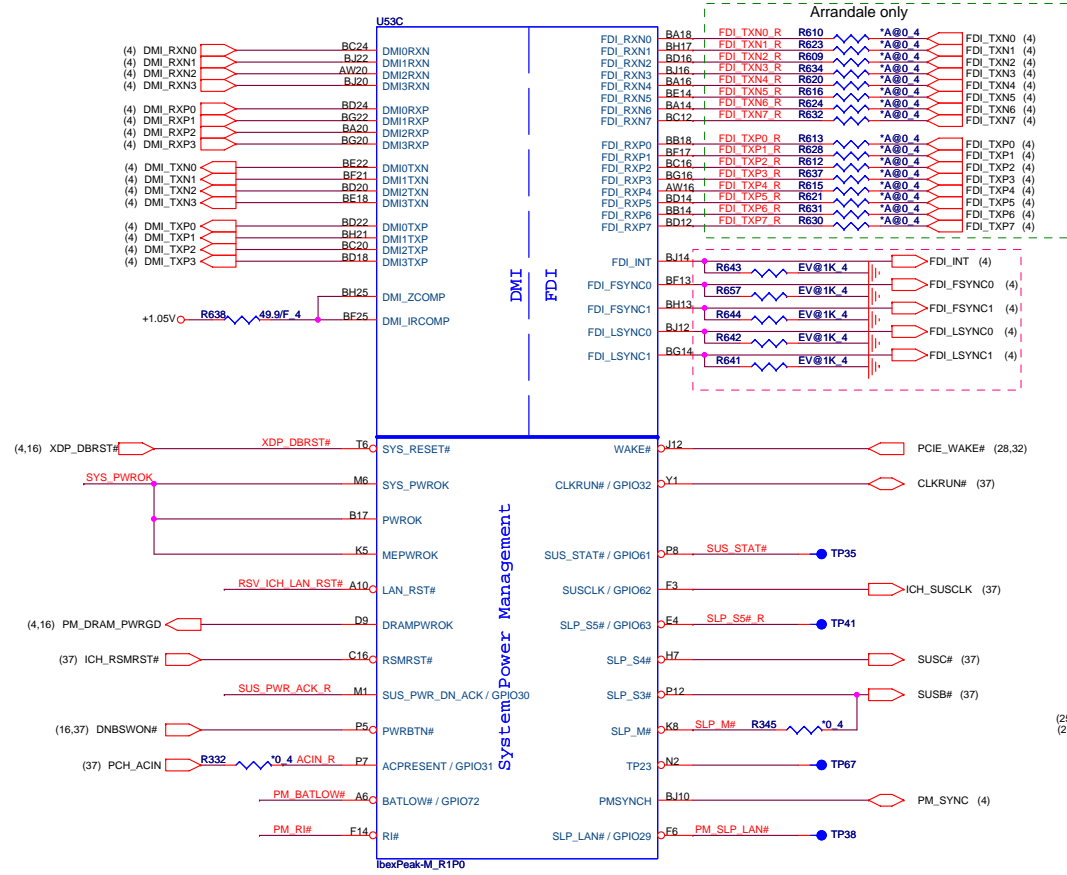 Arrandale only
U53C
(4) DMI_RXN0 BC24 DMI0RXN
(4) DMI_RXN1 BJ22 DMI1RXN
(4) DMI_RXN2 AW20 DMI2RXN
(4) DMI_RXN3 BJ20 DMI3RXN
(4) DMI_RXP0 BD24 DMI0RXP
(4) DMI_RXP1 BG22 DMI1RXP
(4) DMI_RXP2 BA20 DMI2RXP
(4) DMI_RXP3 BG20 DMI3RXP
(4) DMI_TXN0 BE22 DMI0TXN
(4) DMI_TXN1 BF21 DMI1TXN
(4) DMI_TXN2 BD20 DMI2TXN
(4) DMI_TXN3 BE18 DMI3TXN
(4) DMI_TXP0 BD22 DMI0TXP
(4) DMI_TXP1 BH21 DMI1TXP
(4) DMI_TXP2 BC20 DMI2TXP
(4) DMI_TXP3 BD18 DMI3TXP
BH25 DMI_ZCOMP
+1.05V R638 49.9/F_4 BF25 DMI_IRCOMP
DMI
FDI
FDI_RXN0 BA18 FDI_TXN0_R R610 *A@0_4 FDI_TXN0 (4)
FDI_RXN1 BH17 FDI_TXN1_R R623 *A@0_4 FDI_TXN1 (4)
FDI_RXN2 BD16 FDI_TXN2_R R609 *A@0_4 FDI_TXN2 (4)
FDI_RXN3 BJ16 FDI_TXN3_R R634 *A@0_4 FDI_TXN3 (4)
FDI_RXN4 BA16 FDI_TXN4_R R620 *A@0_4 FDI_TXN4 (4)
FDI_RXN5 BE14 FDI_TXN5_R R616 *A@0_4 FDI_TXN5 (4)
FDI_RXN6 BA14 FDI_TXN6_R R624 *A@0_4 FDI_TXN6 (4)
FDI_RXN7 BC12 FDI_TXN7_R R632 *A@0_4 FDI_TXN7 (4)
FDI_RXP0 BB18 FDI_TXP0_R R613 *A@0_4 FDI_TXP0 (4)
FDI_RXP1 BF17 FDI_TXP1_R R628 *A@0_4 FDI_TXP1 (4)
FDI_RXP2 BC16 FDI_TXP2_R R612 *A@0_4 FDI_TXP2 (4)
FDI_RXP3 BG16 FDI_TXP3_R R637 *A@0_4 FDI_TXP3 (4)
FDI_RXP4 AW16 FDI_TXP4_R R615 *A@0_4 FDI_TXP4 (4)
FDI_RXP5 BD14 FDI_TXP5_R R621 *A@0_4 FDI_TXP5 (4)
FDI_RXP6 BB14 FDI_TXP6_R R631 *A@0_4 FDI_TXP6 (4)
FDI_RXP7 BD12 FDI_TXP7_R R630 *A@0_4 FDI_TXP7 (4)
FDI_INT BJ14 FDI_INT (4)
R643 EV@1K_4
FDI_FSYNC0 BF13 FDI_FSYNC0 (4)
R657 EV@1K_4
FDI_FSYNC1 BH13 FDI_FSYNC1 (4)
R644 EV@1K_4
FDI_LSYNC0 BJ12 FDI_LSYNC0 (4)
R642 EV@1K_4
FDI_LSYNC1 BG14 FDI_LSYNC1 (4)
R641 EV@1K_4
(4,16) XDP_DBRST# XDP_DBRST# T6 SYS_RESET#
SYS_PWROK M6 SYS_PWROK
B17 PWROK
K5 MEPWROK
RSV_ICH_LAN_RST# A10 LAN_RST#
(4,16) PM_DRAM_PWRGD D9 DRAMPWROK
(37) ICH_RSMRST# C16 RSMRST#
SUS_PWR_ACK_R M1 SUS_PWR_DN_ACK / GPIO30
(16,37) DNBSWON# P5 PWRBTN#
(37) PCH_ACIN R332 *0_4 ACIN_R P7 ACPRESENT / GPIO31
PM_BATLOW# A6 BATLOW# / GPIO72
PM_RI# F14 RI#
System Power Management
WAKE# J12 PCIE_WAKE# (28,32)
CLKRUN# / GPIO32 Y1 CLKRUN# (37)
SUS_STAT# / GPIO61 P8 SUS_STAT# TP35
SUSCLK / GPIO62 F3 ICH_SUSCLK (37)
SLP_S5# / GPIO63 E4 SLP_S5#_R TP41
SLP_S4# H7 SUSC# (37)
SLP_S3# P12 SUSB# (37)
SLP_M# K8 SLP_M# R345 *0_4
TP23 N2 TP67
PMSYNCH BJ10 PM_SYNC (4)
SLP_LAN# / GPIO29 F6 PM_SLP_LAN# TP38
IbexPeak-M_R1P0
(25
(2